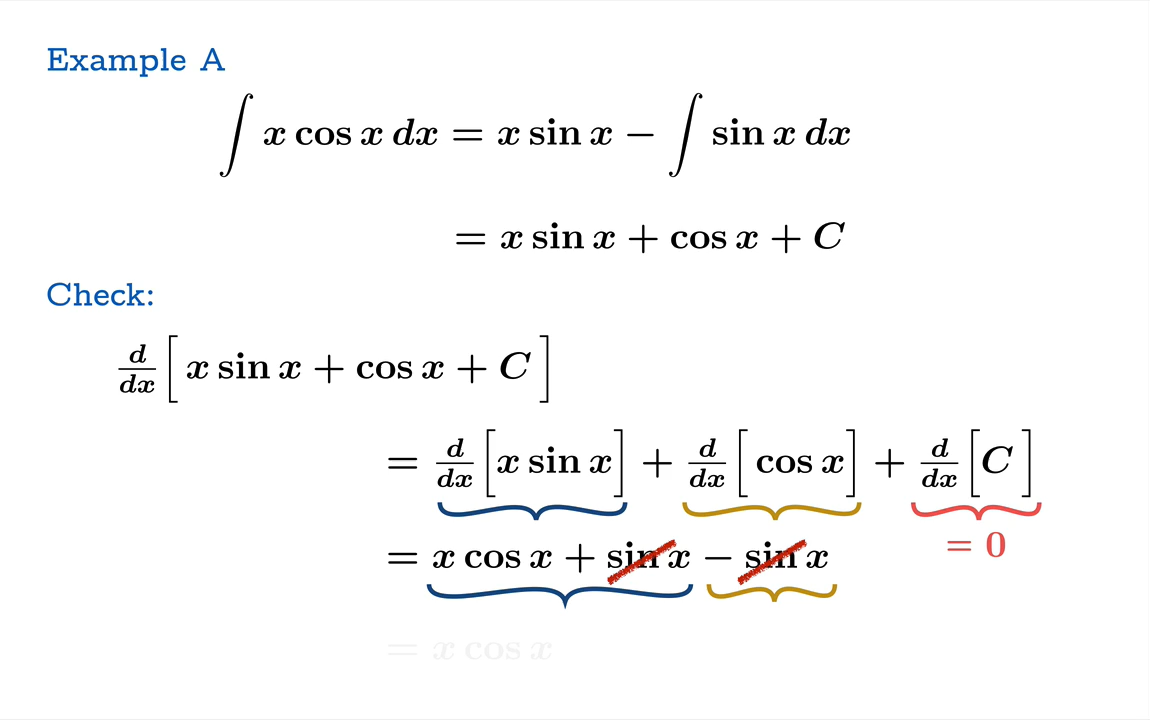 Example A
∫ x cos x dx = x sin x − ∫ sin x dx
= x sin x + cos x + C
Check:
d/dx [ x sin x + cos x + C ]
= d/dx [ x sin x ] + d/dx [ cos x ] + d/dx [ C ]
= x cos x + sin x − sin x
= 0
= x cos x